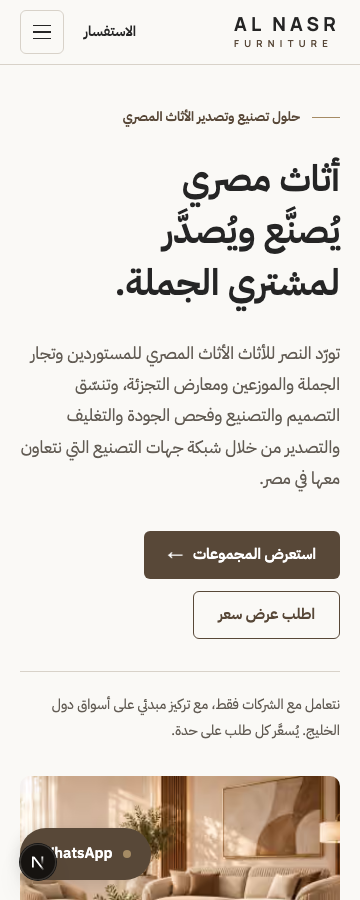 AL NASR
FURNITURE
الاستفسار
حلول تصنيع وتصدير الأثاث المصري
أثاث مصري
يُصنَّع ويُصدَّر
لمشتري الجملة.
تورّد النصر للأثاث الأثاث المصري للمستوردين وتجار
الجملة والموزعين ومعارض التجزئة، وتنسّق
التصميم والتصنيع وفحص الجودة والتغليف
والتصدير من خلال شبكة جهات التصنيع التي نتعاون
معها في مصر.
استعرض المجموعات ←
اطلب عرض سعر
نتعامل مع الشركات فقط، مع تركيز مبدئي على أسواق دول
الخليج. يُسعَّر كل طلب على حدة.
hatsApp
N